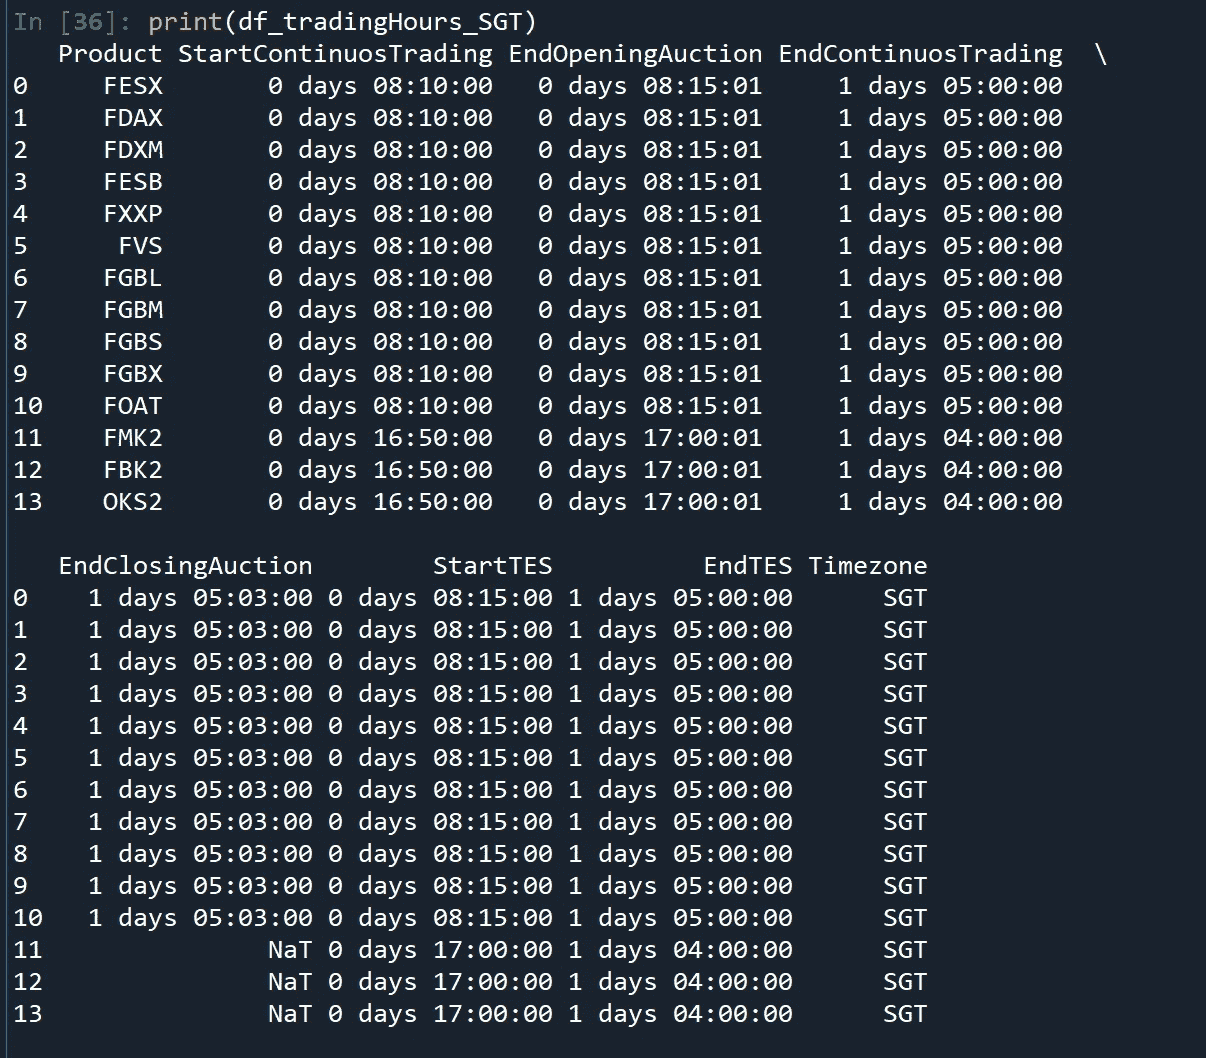 In [36]: print(df_tradingHours_SGT)
   Product StartContinuosTrading EndOpeningAuction EndContinuosTrading  \
0     FESX       0 days 08:10:00   0 days 08:15:01     1 days 05:00:00
1     FDAX       0 days 08:10:00   0 days 08:15:01     1 days 05:00:00
2     FDXM       0 days 08:10:00   0 days 08:15:01     1 days 05:00:00
3     FESB       0 days 08:10:00   0 days 08:15:01     1 days 05:00:00
4     FXXP       0 days 08:10:00   0 days 08:15:01     1 days 05:00:00
5      FVS       0 days 08:10:00   0 days 08:15:01     1 days 05:00:00
6     FGBL       0 days 08:10:00   0 days 08:15:01     1 days 05:00:00
7     FGBM       0 days 08:10:00   0 days 08:15:01     1 days 05:00:00
8     FGBS       0 days 08:10:00   0 days 08:15:01     1 days 05:00:00
9     FGBX       0 days 08:10:00   0 days 08:15:01     1 days 05:00:00
10    FOAT       0 days 08:10:00   0 days 08:15:01     1 days 05:00:00
11    FMK2       0 days 16:50:00   0 days 17:00:01     1 days 04:00:00
12    FBK2       0 days 16:50:00   0 days 17:00:01     1 days 04:00:00
13    OKS2       0 days 16:50:00   0 days 17:00:01     1 days 04:00:00

   EndClosingAuction        StartTES          EndTES Timezone
0    1 days 05:03:00 0 days 08:15:00 1 days 05:00:00      SGT
1    1 days 05:03:00 0 days 08:15:00 1 days 05:00:00      SGT
2    1 days 05:03:00 0 days 08:15:00 1 days 05:00:00      SGT
3    1 days 05:03:00 0 days 08:15:00 1 days 05:00:00      SGT
4    1 days 05:03:00 0 days 08:15:00 1 days 05:00:00      SGT
5    1 days 05:03:00 0 days 08:15:00 1 days 05:00:00      SGT
6    1 days 05:03:00 0 days 08:15:00 1 days 05:00:00      SGT
7    1 days 05:03:00 0 days 08:15:00 1 days 05:00:00      SGT
8    1 days 05:03:00 0 days 08:15:00 1 days 05:00:00      SGT
9    1 days 05:03:00 0 days 08:15:00 1 days 05:00:00      SGT
10   1 days 05:03:00 0 days 08:15:00 1 days 05:00:00      SGT
11               NaT 0 days 17:00:00 1 days 04:00:00      SGT
12               NaT 0 days 17:00:00 1 days 04:00:00      SGT
13               NaT 0 days 17:00:00 1 days 04:00:00      SGT